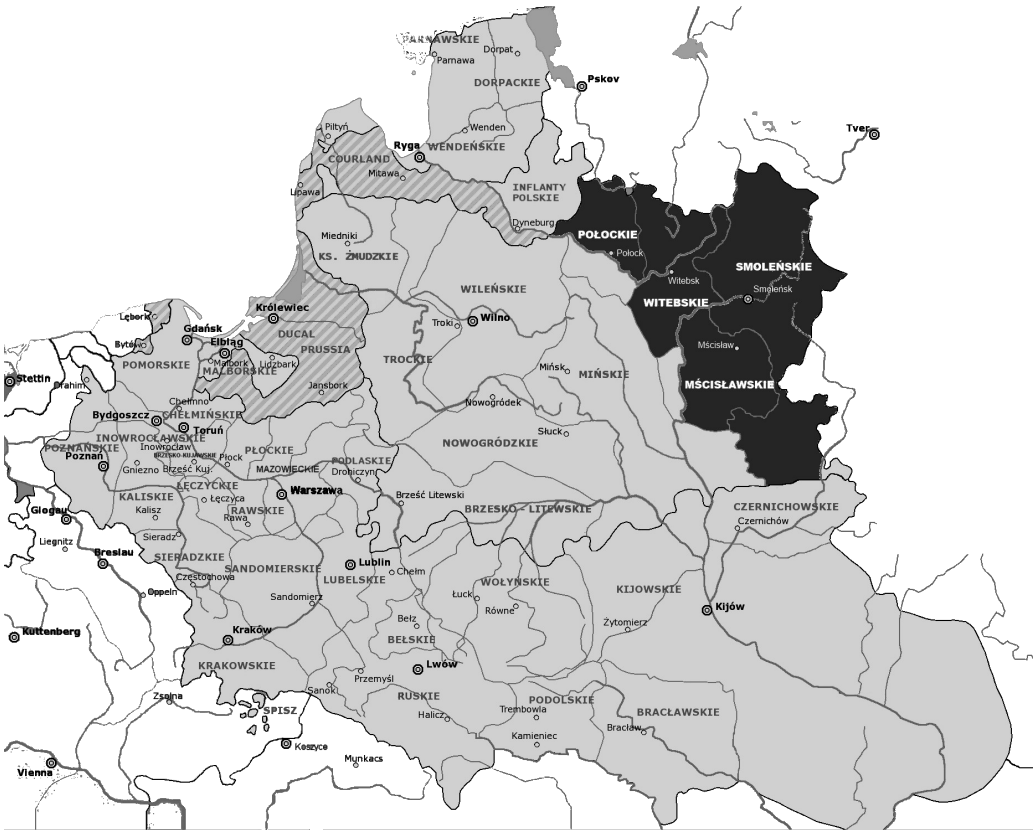 PARNAWSKIE
Parnawa
Dorpat
DORPACKIE
Pskov
Tver
Piltyń
Wenden
Ryga
WENDEŃSKIE
COURLAND
Mitawa
Lipawa
INFLANTY
POLSKIE
Dyneburg
POŁOCKIE
Połock
Miedniki
KS. ŻMUDZKIE
WILEŃSKIE
Witebsk
SMOLEŃSKIE
Smoleńsk
WITEBSKIE
Królewiec
Lębork
Gdańsk
Troki
Wilno
DUCAL
PRUSSIA
Bytów
Elbląg
Mścisław
POMORSKIE
Malbork
Lidzbark
MALBORSKIE
TROCKIE
Mińsk
MIŃSKIE
Stettin
Drahim
Jansbork
MŚCISŁAWSKIE
Chełmno
Nowogródek
Bydgoszcz
CHEŁMIŃSKIE
Toruń
Słuck
INOWROCŁAWSKIE
Inowrocław
NOWOGRÓDZKIE
POZNAŃSKIE
PŁOCKIE
Poznań
BRZESKO-KUJAWSKIE
Gniezno
Brześć Kuj.
Płock
MAZOWIECKIE
PODLASKIE
Drohiczyn
ŁĘCZYCKIE
Warszawa
KALISKIE
Łęczyca
Brześć Litewski
Glogau
Kalisz
RAWSKIE
Rawa
BRZESKO - LITEWSKIE
CZERNICHOWSKIE
Czernichów
Liegnitz
Sieradz
Breslau
SIERADZKIE
Lublin
SANDOMIERSKIE
Chełm
Częstochowa
LUBELSKIE
WOŁYŃSKIE
KIJOWSKIE
Oppeln
Sandomierz
Łuck
Równe
Kijów
Bełz
Żytomierz
Kuttenberg
Kraków
BEŁSKIE
KRAKOWSKIE
Lwów
Przemyśl
Zsolna
Sanok
RUSKIE
PODOLSKIE
SPISZ
Halicz
Trembowla
BRACŁAWSKIE
Bracław
Koszyce
Kamieniec
Munkacs
Vienna